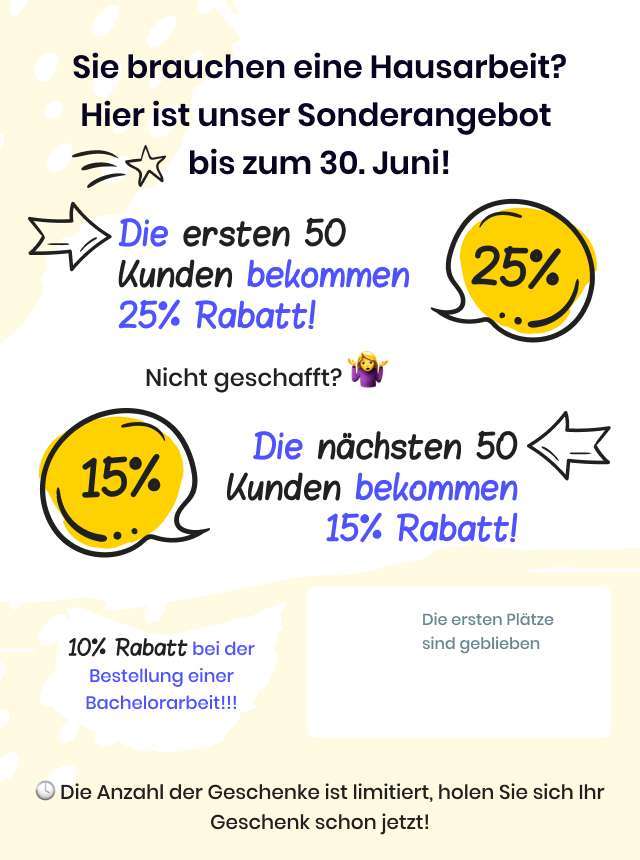 Sie brauchen eine Hausarbeit?
Hier ist unser Sonderangebot
bis zum 30. Juni!
Die ersten 50
Kunden bekommen
25% Rabatt!
25%
Nicht geschafft?
15%
Die nächsten 50
Kunden bekommen
15% Rabatt!
10% Rabatt bei der
Bestellung einer
Bachelorarbeit!!!
Die ersten Plätze
sind geblieben
Die Anzahl der Geschenke ist limitiert, holen Sie sich Ihr
Geschenk schon jetzt!